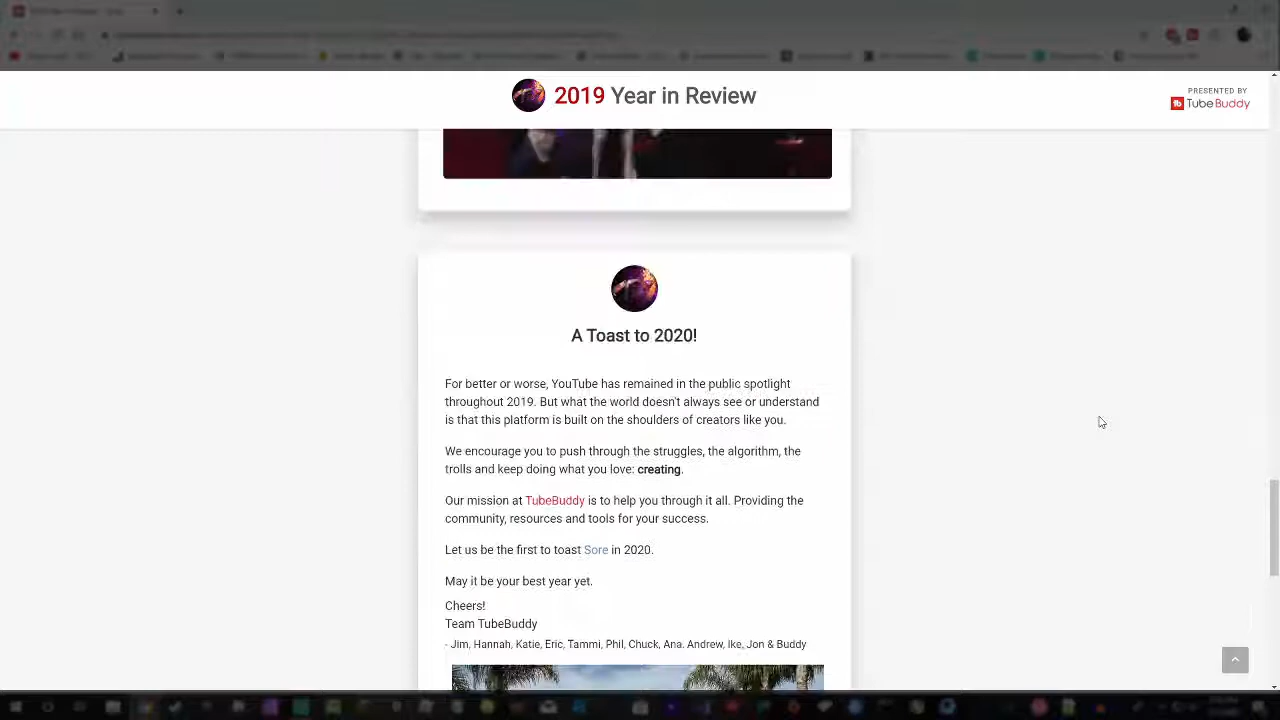 2019 Year in Review
PRESENTED BY
TubeBuddy
A Toast to 2020!
For better or worse, YouTube has remained in the public spotlight
throughout 2019. But what the world doesn't always see or understand
is that this platform is built on the shoulders of creators like you.
We encourage you to push through the struggles, the algorithm, the
trolls and keep doing what you love: creating.
Our mission at TubeBuddy is to help you through it all. Providing the
community, resources and tools for your success.
Let us be the first to toast Sore in 2020.
May it be your best year yet.
Cheers!
Team TubeBuddy
- Jim, Hannah, Katie, Eric, Tammi, Phil, Chuck, Ana. Andrew, Ike, Jon & Buddy